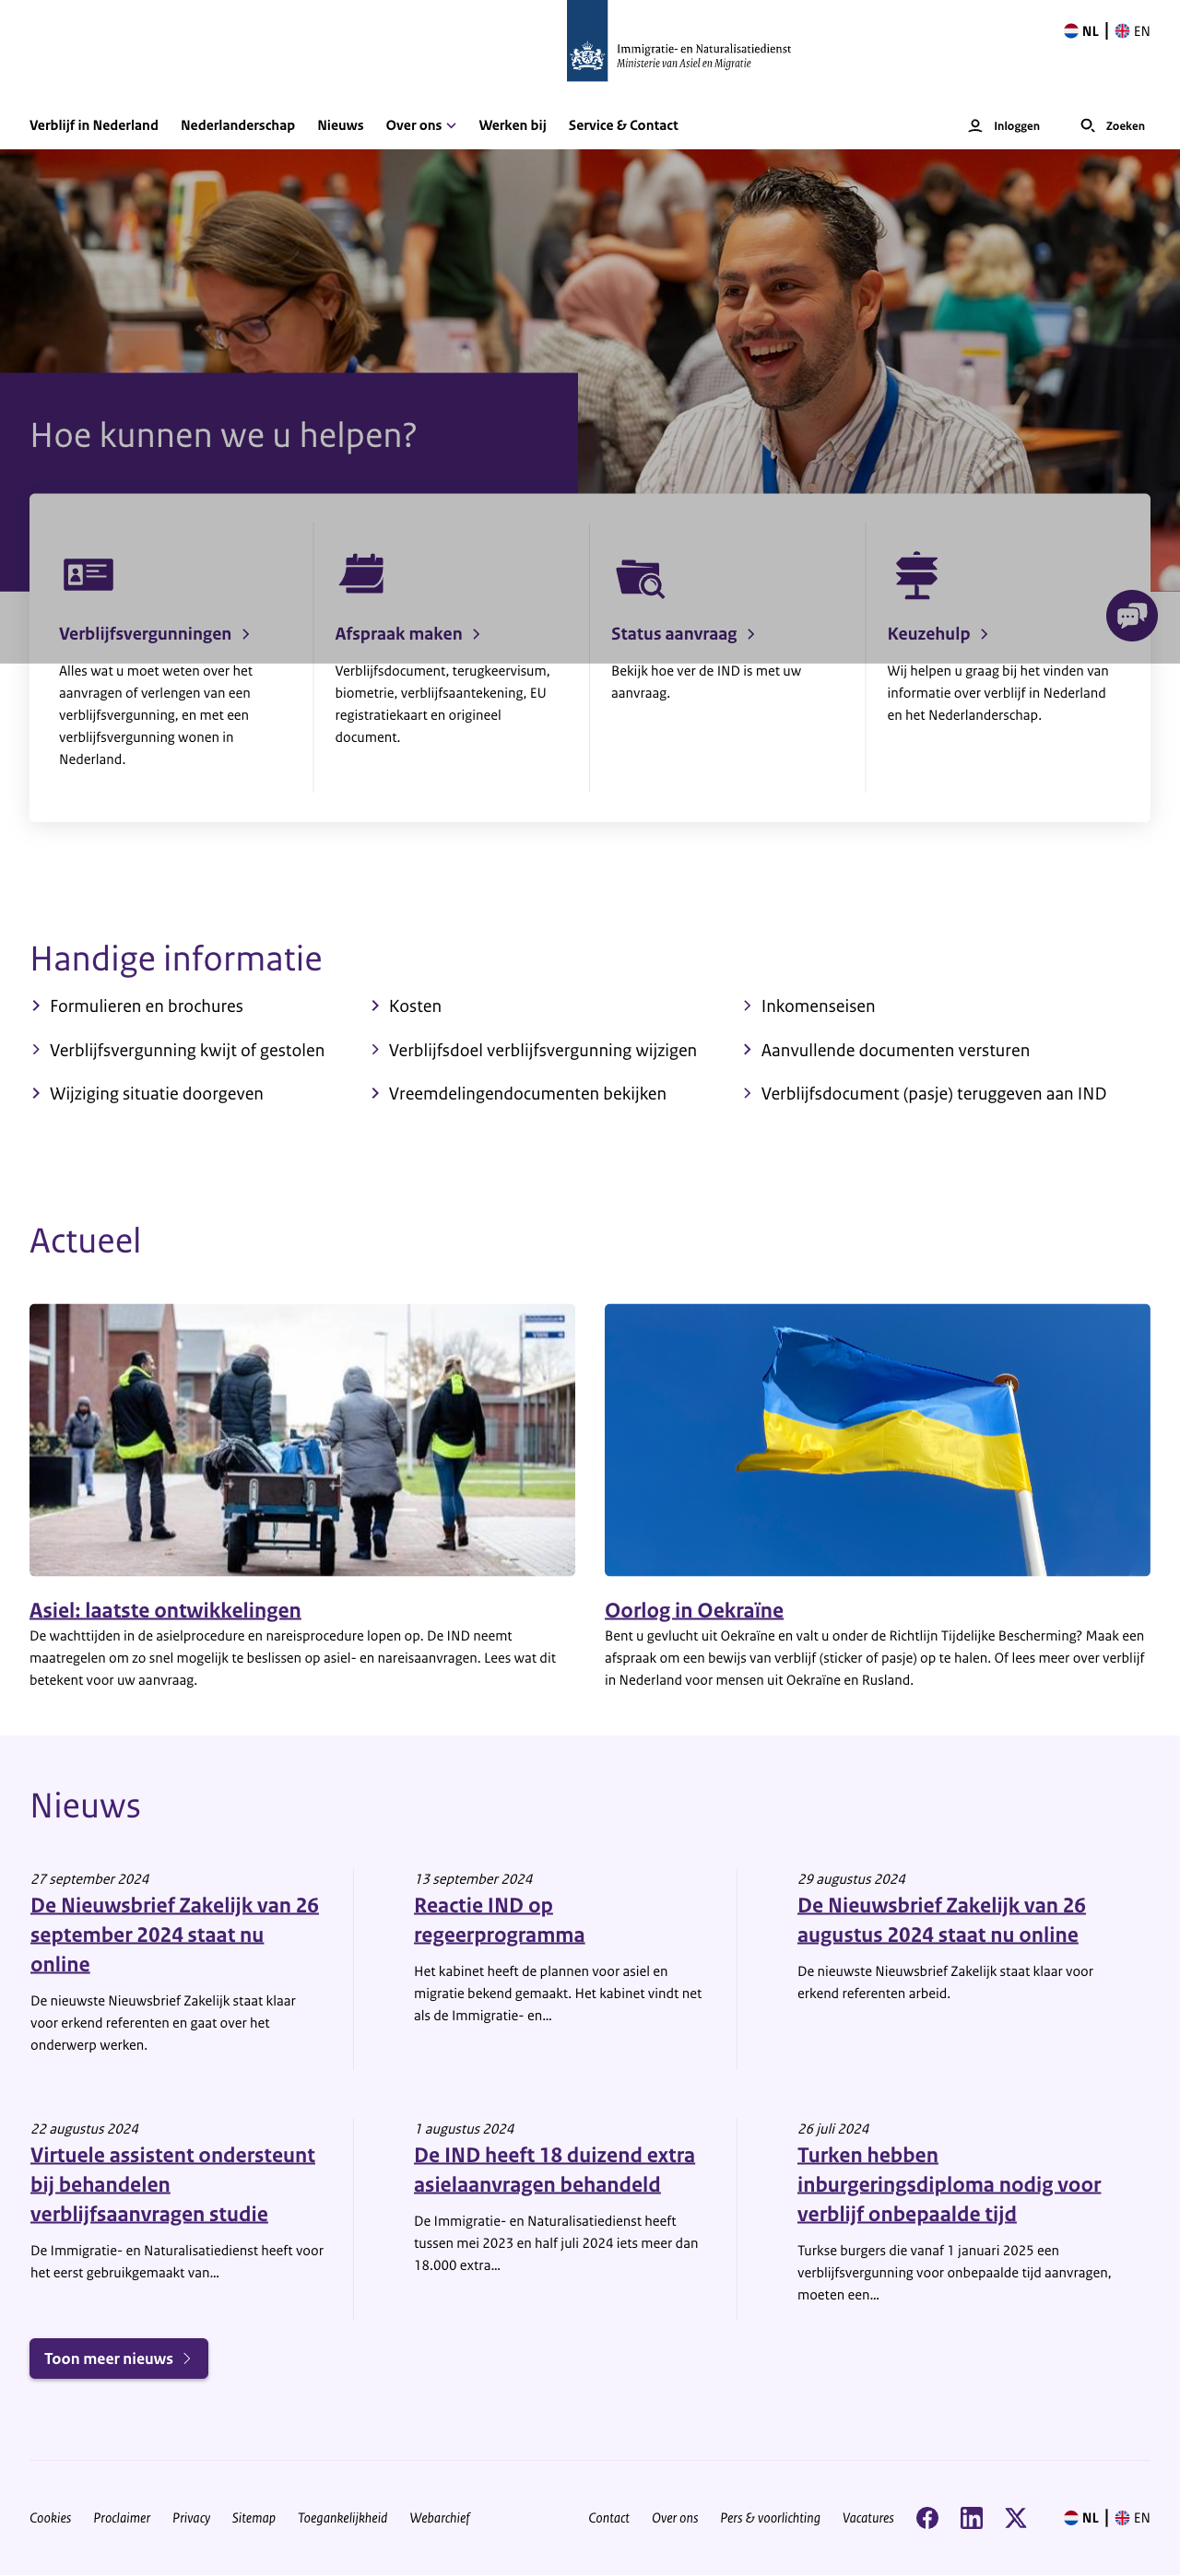 Immigratie- en Naturalisatiedienst
Ministerie van Asiel en Migratie
NL | EN
Verblijf in Nederland Nederlanderschap Nieuws Over ons Werken bij Service & Contact Inloggen Zoeken
Hoe kunnen we u helpen?
Verblijfsvergunningen
Alles wat u moet weten over het
aanvragen of verlengen van een
verblijfsvergunning, en met een
verblijfsvergunning wonen in
Nederland.
Afspraak maken
Verblijfsdocument, terugkeervisum,
biometrie, verblijfsaantekening, EU
registratiekaart en origineel
document.
Status aanvraag
Bekijk hoe ver de IND is met uw
aanvraag.
Keuzehulp
Wij helpen u graag bij het vinden van
informatie over verblijf in Nederland
en het Nederlanderschap.
Handige informatie
Formulieren en brochures
Kosten
Inkomenseisen
Verblijfsvergunning kwijt of gestolen
Verblijfsdoel verblijfsvergunning wijzigen
Aanvullende documenten versturen
Wijziging situatie doorgeven
Vreemdelingendocumenten bekijken
Verblijfsdocument (pasje) teruggeven aan IND
Actueel
Asiel: laatste ontwikkelingen
De wachttijden in de asielprocedure en nareisprocedure lopen op. De IND neemt
maatregelen om zo snel mogelijk te beslissen op asiel- en nareisaanvragen. Lees wat dit
betekent voor uw aanvraag.
Oorlog in Oekraïne
Bent u gevlucht uit Oekraïne en valt u onder de Richtlijn Tijdelijke Bescherming? Maak een
afspraak om een bewijs van verblijf (sticker of pasje) op te halen. Of lees meer over verblijf
in Nederland voor mensen uit Oekraïne en Rusland.
Nieuws
27 september 2024
De Nieuwsbrief Zakelijk van 26
september 2024 staat nu
online
De nieuwste Nieuwsbrief Zakelijk staat klaar
voor erkend referenten en gaat over het
onderwerp werken.
13 september 2024
Reactie IND op
regeerprogramma
Het kabinet heeft de plannen voor asiel en
migratie bekend gemaakt. Het kabinet vindt net
als de Immigratie- en...
29 augustus 2024
De Nieuwsbrief Zakelijk van 26
augustus 2024 staat nu online
De nieuwste Nieuwsbrief Zakelijk staat klaar voor
erkend referenten arbeid.
22 augustus 2024
Virtuele assistent ondersteunt
bij behandelen
verblijfsaanvragen studie
De Immigratie- en Naturalisatiedienst heeft voor
het eerst gebruikgemaakt van...
1 augustus 2024
De IND heeft 18 duizend extra
asielaanvragen behandeld
De Immigratie- en Naturalisatiedienst heeft
tussen mei 2023 en half juli 2024 iets meer dan
18.000 extra...
26 juli 2024
Turken hebben
inburgeringsdiploma nodig voor
verblijf onbepaalde tijd
Turkse burgers die vanaf 1 januari 2025 een
verblijfsvergunning voor onbepaalde tijd aanvragen,
moeten een...
Toon meer nieuws
Cookies Proclaimer Privacy Sitemap Toegankelijkheid Webarchief Contact Over ons Pers & voorlichting Vacatures NL | EN